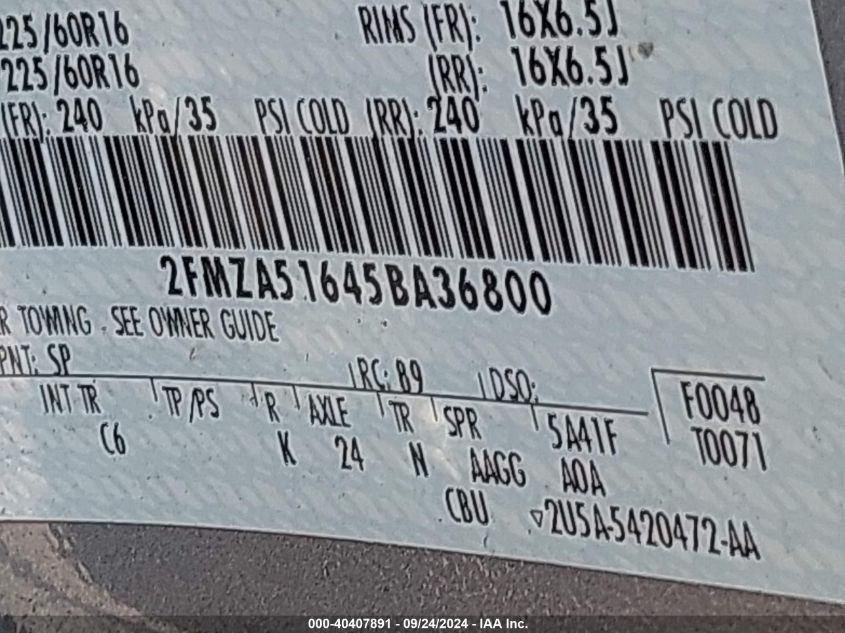 225/60R16 RIMS (FR): 16X6.5J
225/60R16 (RR): 16X6.5J
(FR): 240 kPa/35 PSI COLD (RR): 240 kPa/35 PSI COLD
2FMZA51645BA36800
R TOWING - SEE OWNER GUIDE
PNT: SP RC: 89 DSO:
INT TR TP/PS R AXLE TR SPR 5A41F F0048
C6 K 24 N AAGG AOA T0071
CBU ▽2U5A-5420472-AA
000-40407891 - 09/24/2024 - IAA Inc.